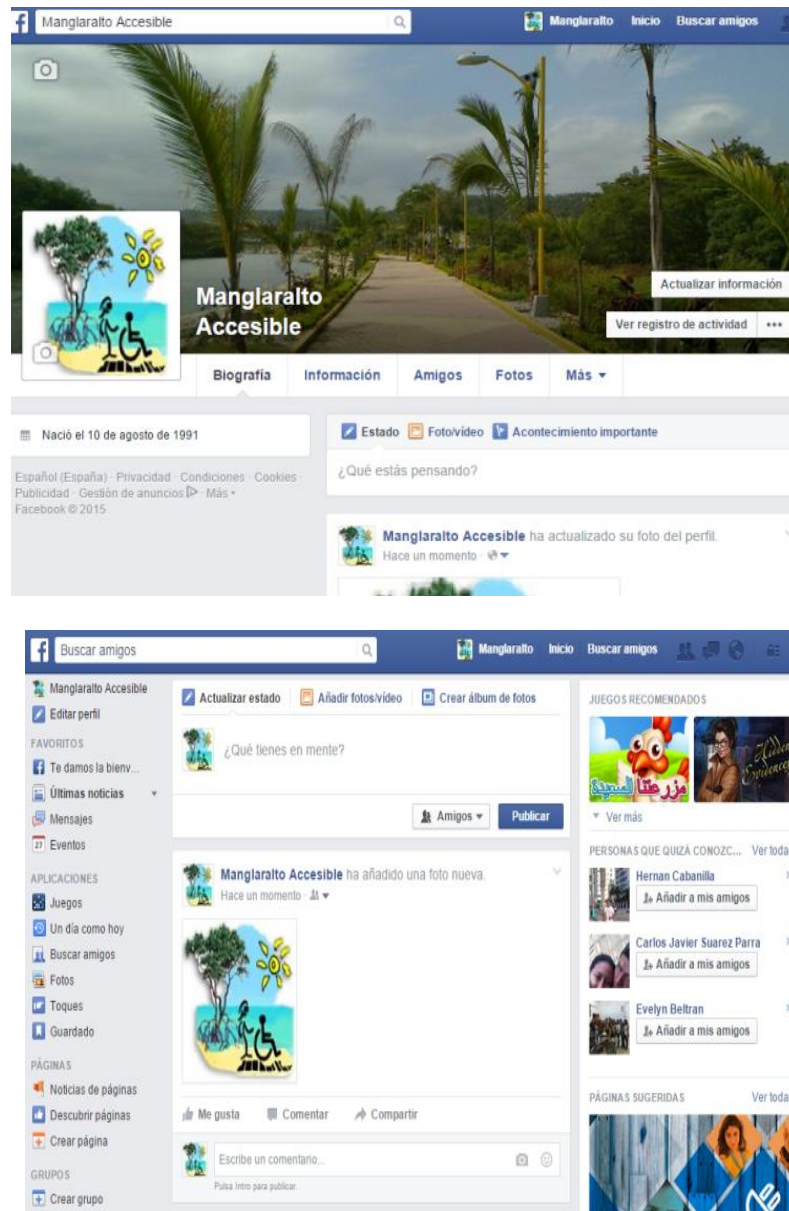 Manglaralto Accesible
Manglaralto Inicio Buscar amigos
Actualizar información
Manglaralto
Accesible
Ver registro de actividad
Biografía Información Amigos Fotos Más
Nació el 10 de agosto de 1991
Español (España) · Privacidad · Condiciones · Cookies ·
Publicidad · Gestión de anuncios · Más
Facebook © 2015
Estado Foto/vídeo Acontecimiento importante
¿Qué estás pensando?
Manglaralto Accesible ha actualizado su foto del perfil.
Hace un momento ·
Buscar amigos
Manglaralto Inicio Buscar amigos
Manglaralto Accesible
Editar perfil
FAVORITOS
Te damos la bienv...
Últimas noticias
Mensajes
27 Eventos
APLICACIONES
Juegos
Un día como hoy
Buscar amigos
Fotos
Toques
Guardado
PÁGINAS
Noticias de páginas
Descubrir páginas
Crear página
GRUPOS
Crear grupo
Actualizar estado Añadir fotos/vídeo Crear álbum de fotos
¿Qué tienes en mente?
Amigos Publicar
Manglaralto Accesible ha añadido una foto nueva.
Hace un momento ·
Me gusta Comentar Compartir
Escribe un comentario...
Pulsa Intro para publicar.
JUEGOS RECOMENDADOS
مزرعتنا السعيدة
Hidden
Evidence
Ver más
PERSONAS QUE QUIZÁ CONOZC... Ver toda
Hernan Cabanilla
Añadir a mis amigos
Carlos Javier Suarez Parra
Añadir a mis amigos
Evelyn Beltran
Añadir a mis amigos
PÁGINAS SUGERIDAS Ver toda